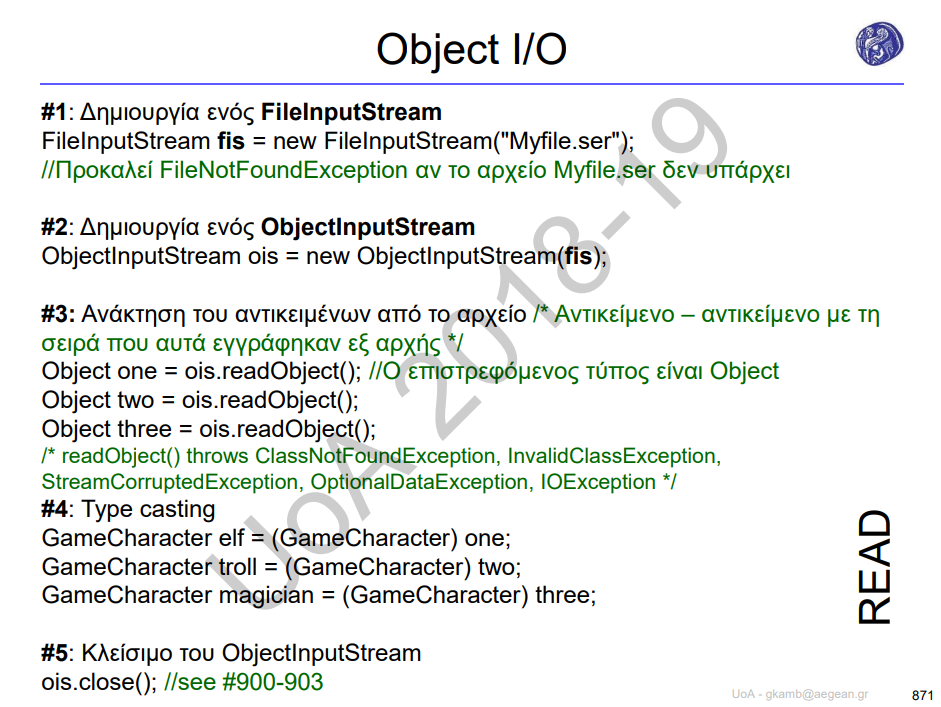 Object I/O
#1: Δημιουργία ενός FileInputStream
FileInputStream fis = new FileInputStream("Myfile.ser");
//Προκαλεί FileNotFoundException αν το αρχείο Myfile.ser δεν υπάρχει
#2: Δημιουργία ενός ObjectInputStream
ObjectInputStream ois = new ObjectInputStream(fis);
#3: Ανάκτηση του αντικειμένων από το αρχείο /* Αντικείμενο – αντικείμενο με τη
σειρά που αυτά εγγράφηκαν εξ αρχής */
Object one = ois.readObject(); //Ο επιστρεφόμενος τύπος είναι Object
Object two = ois.readObject();
Object three = ois.readObject();
/* readObject() throws ClassNotFoundException, InvalidClassException,
StreamCorruptedException, OptionalDataException, IOException */
#4: Type casting
GameCharacter elf = (GameCharacter) one;
GameCharacter troll = (GameCharacter) two;
GameCharacter magician = (GameCharacter) three;
READ
#5: Κλείσιμο του ObjectInputStream
ois.close(); //see #900-903
UoA - gkamb@aegean.gr
871
UoA 2018-19